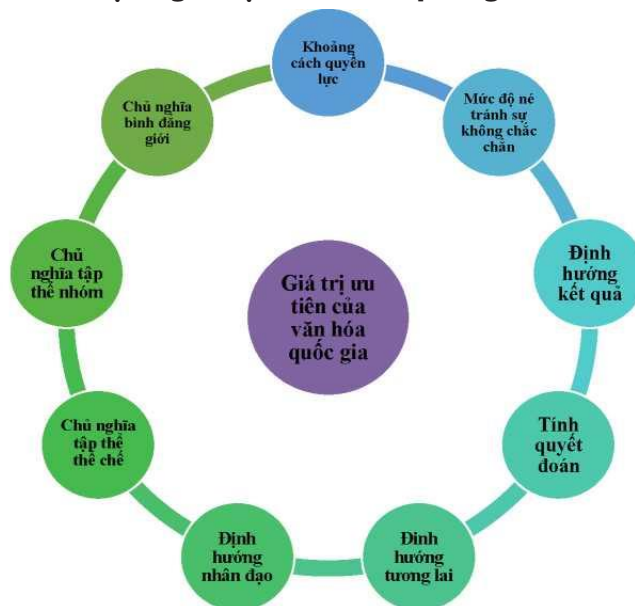 Khoảng
cách quyền
lực
Mức độ né
tránh sự
không chắc
chắn
Định
hướng
kết quả
Tính
quyết
đoán
Đinh
hướng
tương lai
Định
hướng
nhân đạo
Chủ nghĩa
tập thể
thể chế
Chủ
nghĩa tập
thể nhóm
Chủ nghĩa
bình đẳng
giới
Giá trị ưu
tiên của
văn hóa
quốc gia